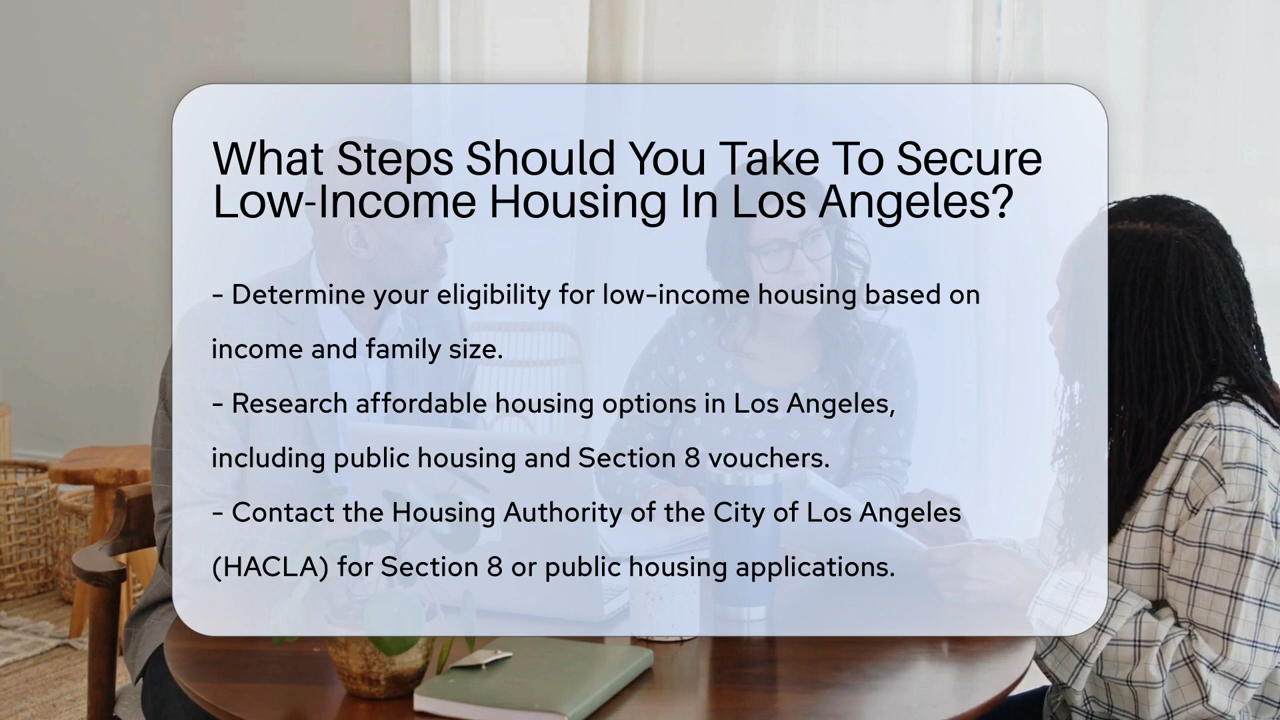 What Steps Should You Take To Secure
Low-Income Housing In Los Angeles?
- Determine your eligibility for low-income housing based on
income and family size.
- Research affordable housing options in Los Angeles,
including public housing and Section 8 vouchers.
- Contact the Housing Authority of the City of Los Angeles
(HACLA) for Section 8 or public housing applications.